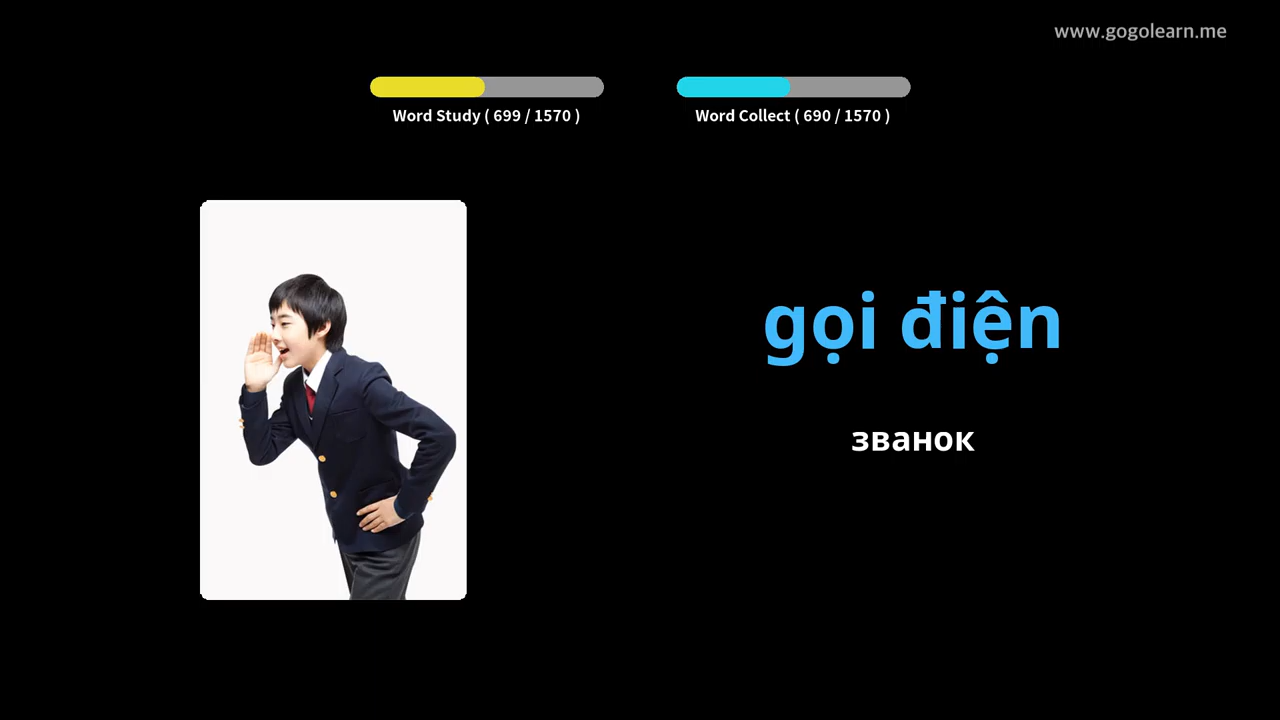 www.gogolearn.me
Word Study ( 699 / 1570 )
Word Collect ( 690 / 1570 )
gọi điện
званок